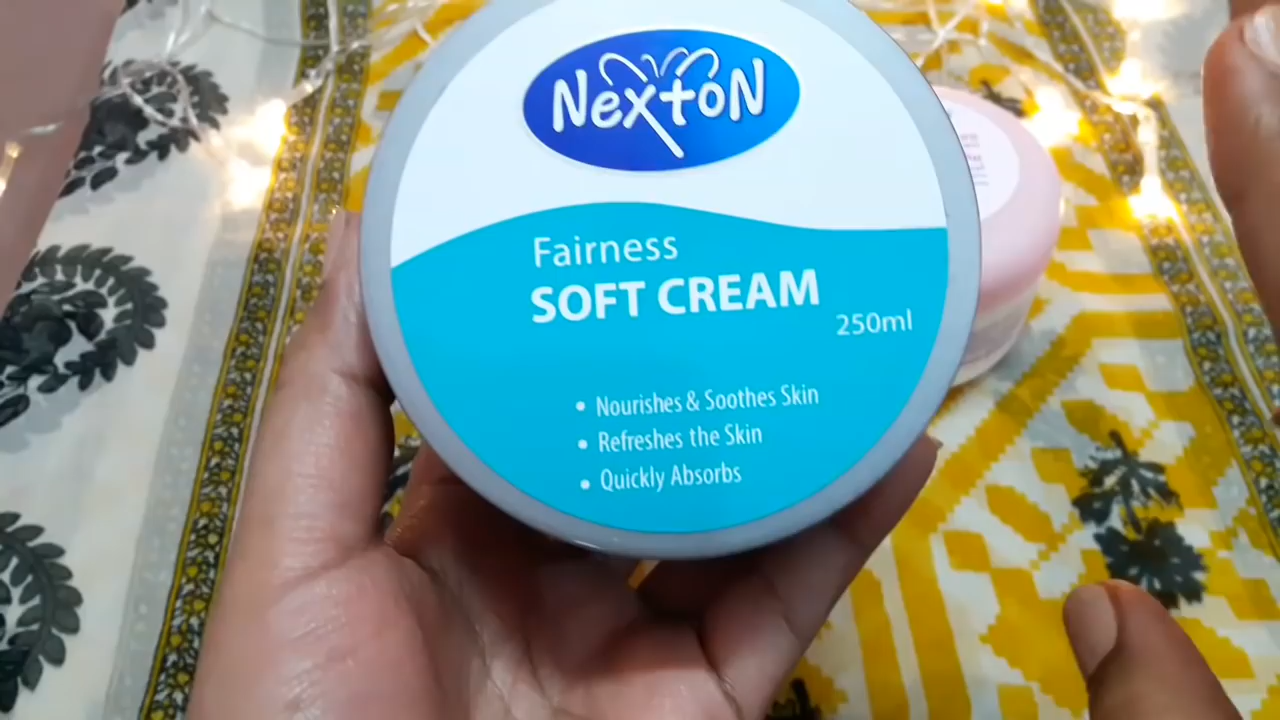 NextoN
Fairness
SOFT CREAM
250ml
• Nourishes & Soothes Skin
• Refreshes the Skin
• Quickly Absorbs